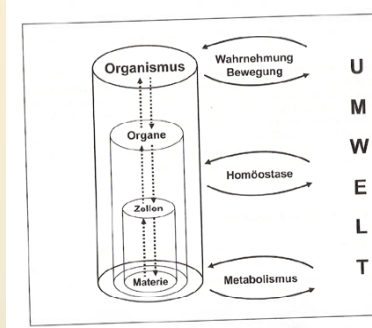 Organismus
Wahrnehmung
Bewegung
Organe
Homöostase
Zellen
Materie
Metabolismus
U
M
W
E
L
T